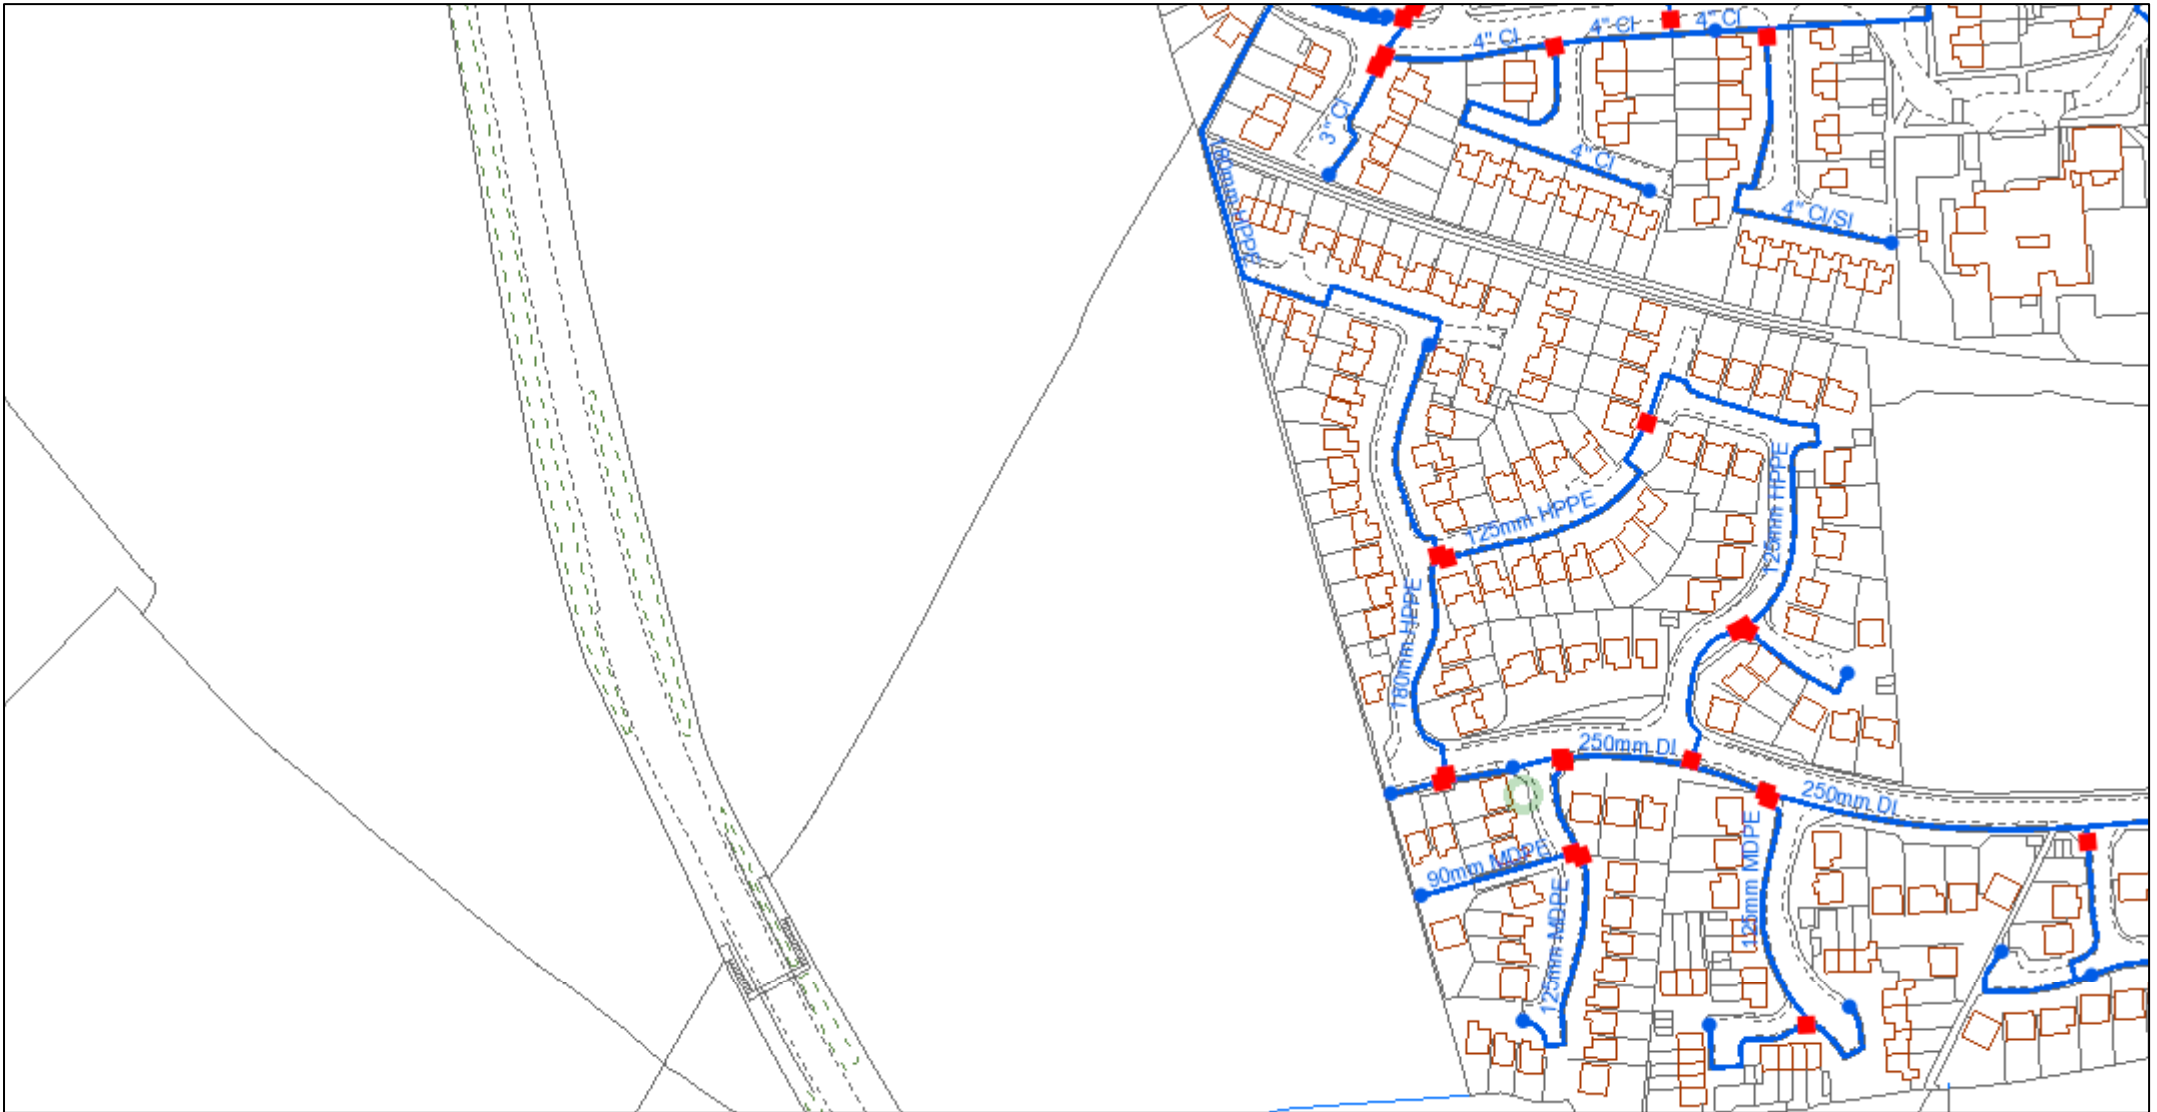 4" CI
4" CI
4" CI
3" CI
4" CI
180mm HPPE
4" CI/SI
125mm HPPE
125mm HPPE
180mm HPPE
250mm DI
250mm DI
90mm MDPE
125mm MDPE
125mm MDPE